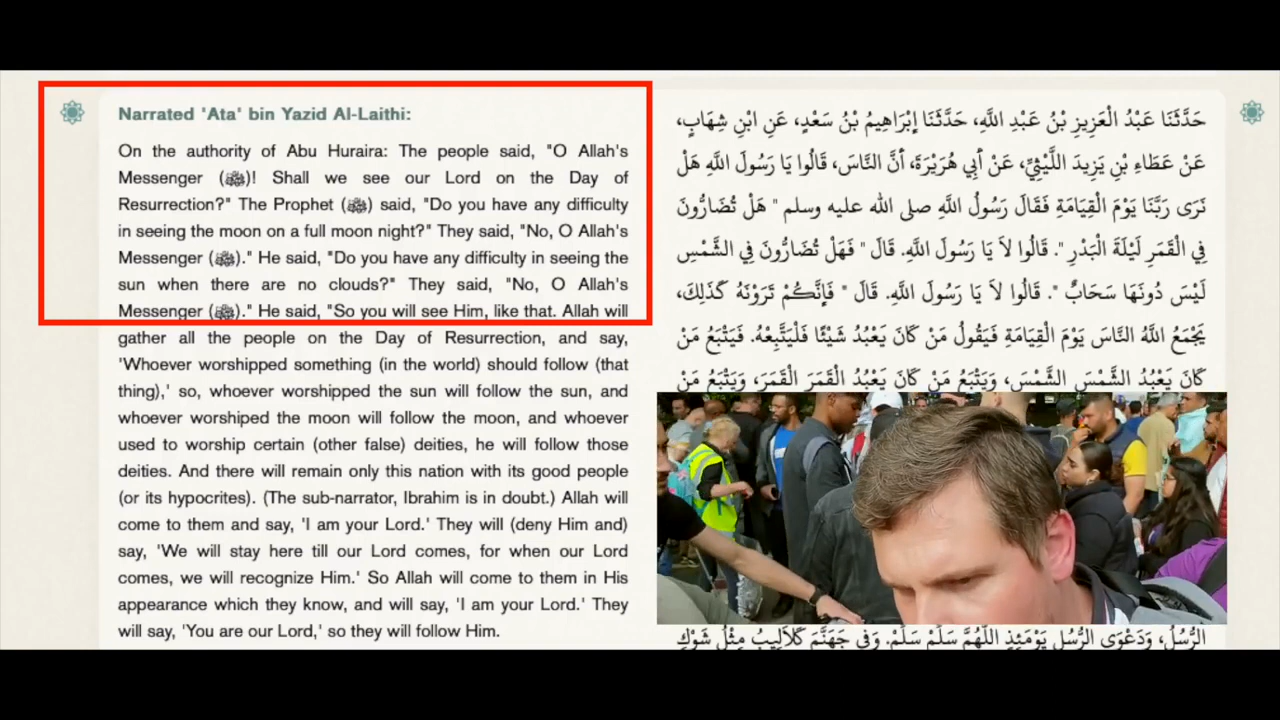 Narrated 'Ata' bin Yazid Al-Laithi:
On the authority of Abu Huraira: The people said, "O Allah's
Messenger (ﷺ)! Shall we see our Lord on the Day of
Resurrection?" The Prophet (ﷺ) said, "Do you have any difficulty
in seeing the moon on a full moon night?" They said, "No, O Allah's
Messenger (ﷺ)." He said, "Do you have any difficulty in seeing the
sun when there are no clouds?" They said, "No, O Allah's
Messenger (ﷺ)." He said, "So you will see Him, like that. Allah will
gather all the people on the Day of Resurrection, and say,
'Whoever worshipped something (in the world) should follow (that
thing),' so, whoever worshipped the sun will follow the sun, and
whoever worshiped the moon will follow the moon, and whoever
used to worship certain (other false) deities, he will follow those
deities. And there will remain only this nation with its good people
(or its hypocrites). (The sub-narrator, Ibrahim is in doubt.) Allah will
come to them and say, 'I am your Lord.' They will (deny Him and)
say, 'We will stay here till our Lord comes, for when our Lord
comes, we will recognize Him.' So Allah will come to them in His
appearance which they know, and will say, 'I am your Lord.' They
will say, 'You are our Lord,' so they will follow Him.
حَدَّثَنَا عَبْدُ الْعَزِيزِ بْنُ عَبْدِ اللَّهِ، حَدَّثَنَا إِبْرَاهِيمُ بْنُ سَعْدٍ، عَنِ ابْنِ شِهَابٍ،
عَنْ عَطَاءِ بْنِ يَزِيدَ اللَّيْثِيِّ، عَنْ أَبِي هُرَيْرَةَ، أَنَّ النَّاسَ، قَالُوا يَا رَسُولَ اللَّهِ هَلْ
نَرَى رَبَّنَا يَوْمَ الْقِيَامَةِ فَقَالَ رَسُولُ اللَّهِ صلى الله عليه وسلم " هَلْ تُضَارُّونَ
فِي الْقَمَرِ لَيْلَةَ الْبَدْرِ ". قَالُوا لاَ يَا رَسُولَ اللَّهِ. قَالَ " فَهَلْ تُضَارُّونَ فِي الشَّمْسِ
لَيْسَ دُونَهَا سَحَابٌ ". قَالُوا لاَ يَا رَسُولَ اللَّهِ. قَالَ " فَإِنَّكُمْ تَرَوْنَهُ كَذَلِكَ،
يَجْمَعُ اللَّهُ النَّاسَ يَوْمَ الْقِيَامَةِ فَيَقُولُ مَنْ كَانَ يَعْبُدُ شَيْئًا فَلْيَتَّبِعْهُ. فَيَتْبَعُ مَنْ
كَانَ يَعْبُدُ الشَّمْسَ الشَّمْسَ، وَيَتْبَعُ مَنْ كَانَ يَعْبُدُ الْقَمَرَ الْقَمَرَ، وَيَتْبَعُ مَنْ
الرُّسُلُ، وَدَعْوَى الرُّسُلِ يَوْمَئِذٍ اللَّهُمَّ سَلِّمْ سَلِّمْ. وَفِي جَهَنَّمَ كَلاَلِيبُ مِثْلُ شَوْكِ